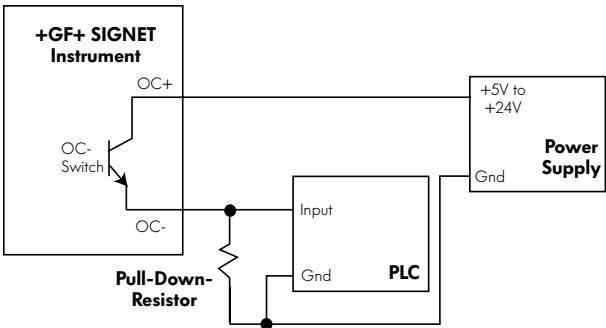 +GF+ SIGNET
Instrument
OC+
OC-
Switch
OC-
+5V to
+24V
Power
Supply
Gnd
Input
Gnd
PLC
Pull-Down-
Resistor